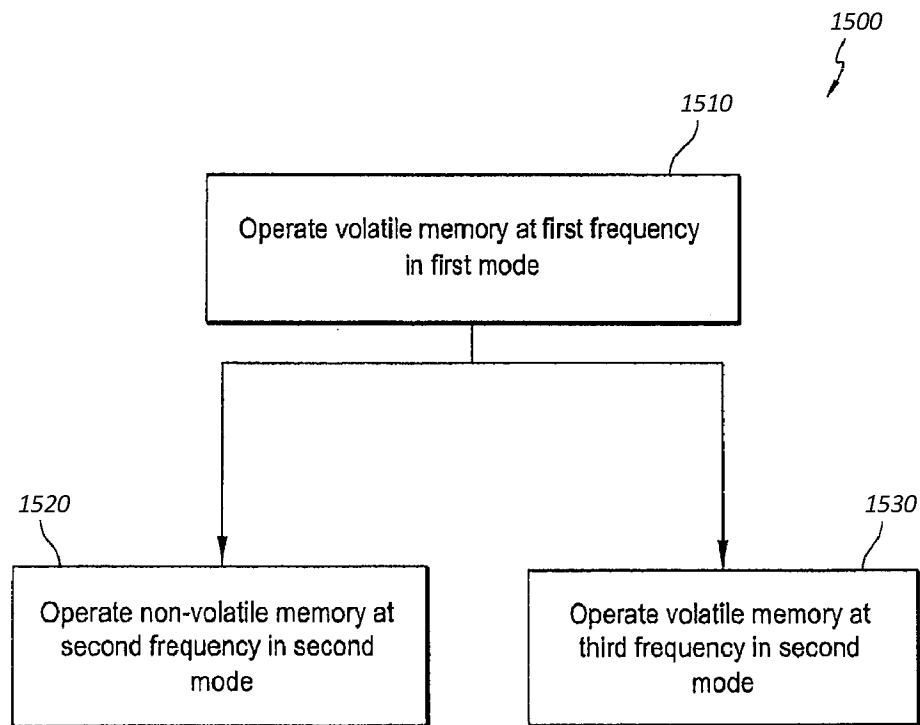 1500
1510
Operate volatile memory at first frequency
in first mode
1520
1530
Operate non-volatile memory at
second frequency in second
mode
Operate volatile memory at
third frequency in second
mode